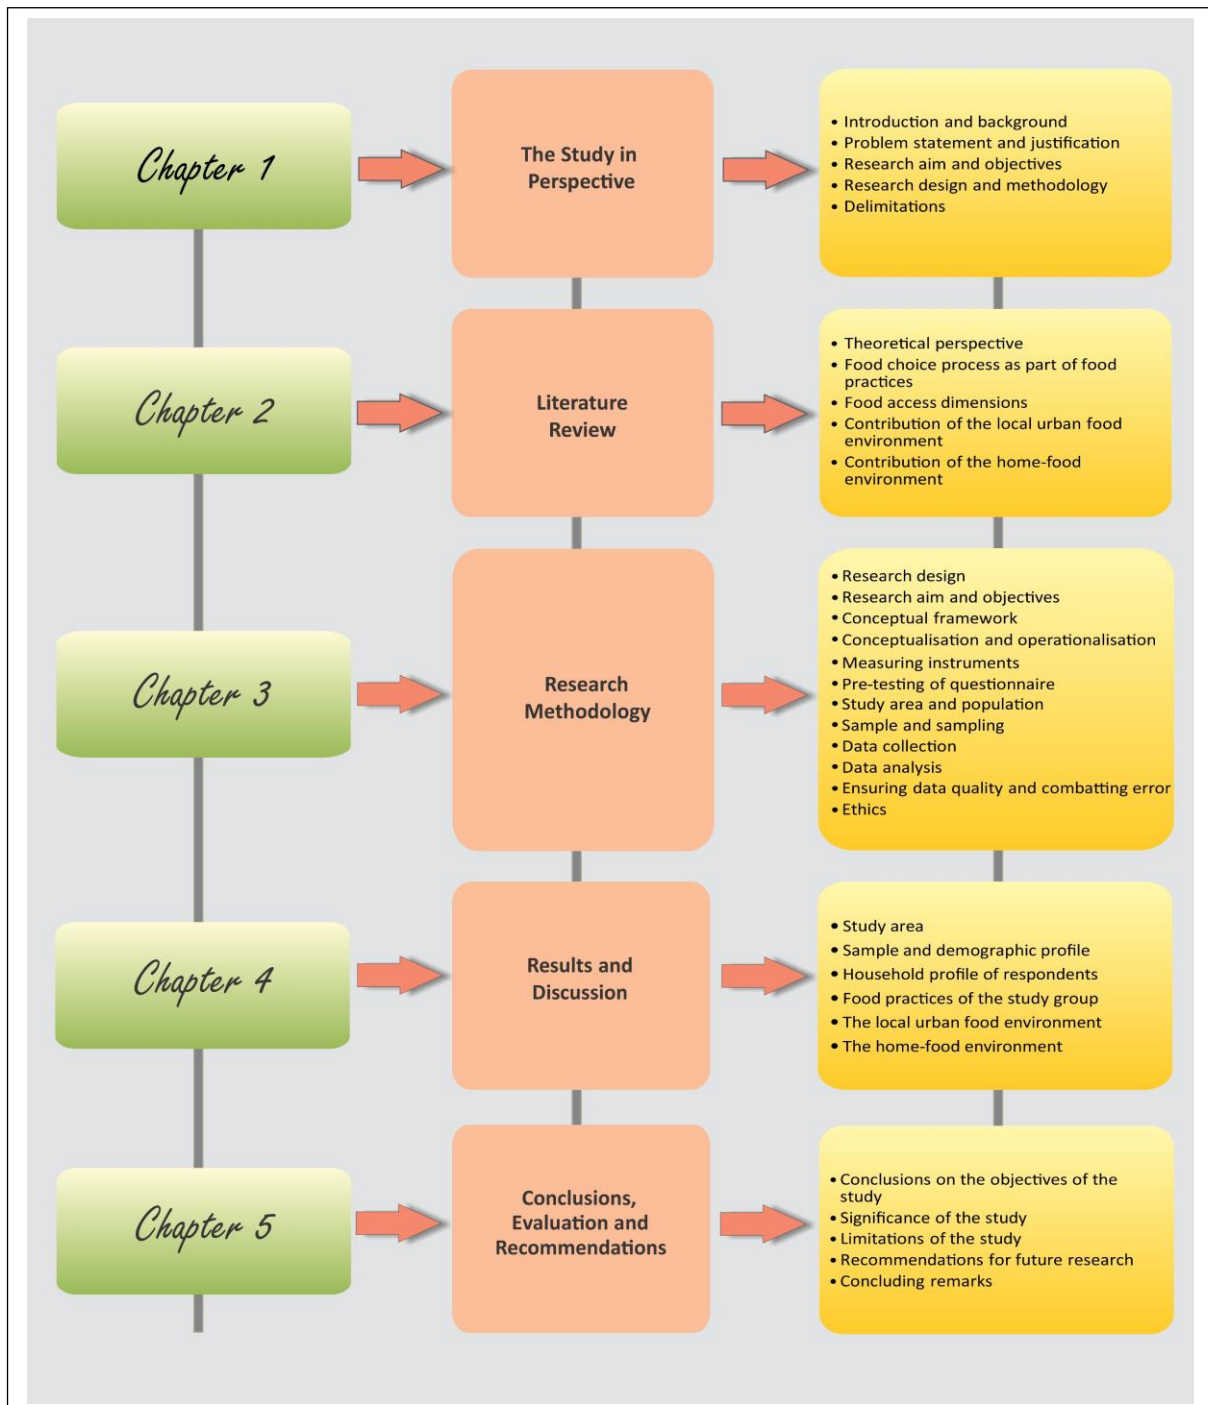 Chapter 1
The Study in
Perspective
• Introduction and background
• Problem statement and justification
• Research aim and objectives
• Research design and methodology
• Delimitations
Chapter 2
Literature
Review
• Theoretical perspective
• Food choice process as part of food
practices
• Food access dimensions
• Contribution of the local urban food
environment
• Contribution of the home-food
environment
Chapter 3
Research
Methodology
• Research design
• Research aim and objectives
• Conceptual framework
• Conceptualisation and operationalisation
• Measuring instruments
• Pre-testing of questionnaire
• Study area and population
• Sample and sampling
• Data collection
• Data analysis
• Ensuring data quality and combatting error
• Ethics
Chapter 4
Results and
Discussion
• Study area
• Sample and demographic profile
• Household profile of respondents
• Food practices of the study group
• The local urban food environment
• The home-food environment
Chapter 5
Conclusions,
Evaluation and
Recommendations
• Conclusions on the objectives of the
study
• Significance of the study
• Limitations of the study
• Recommendations for future research
• Concluding remarks